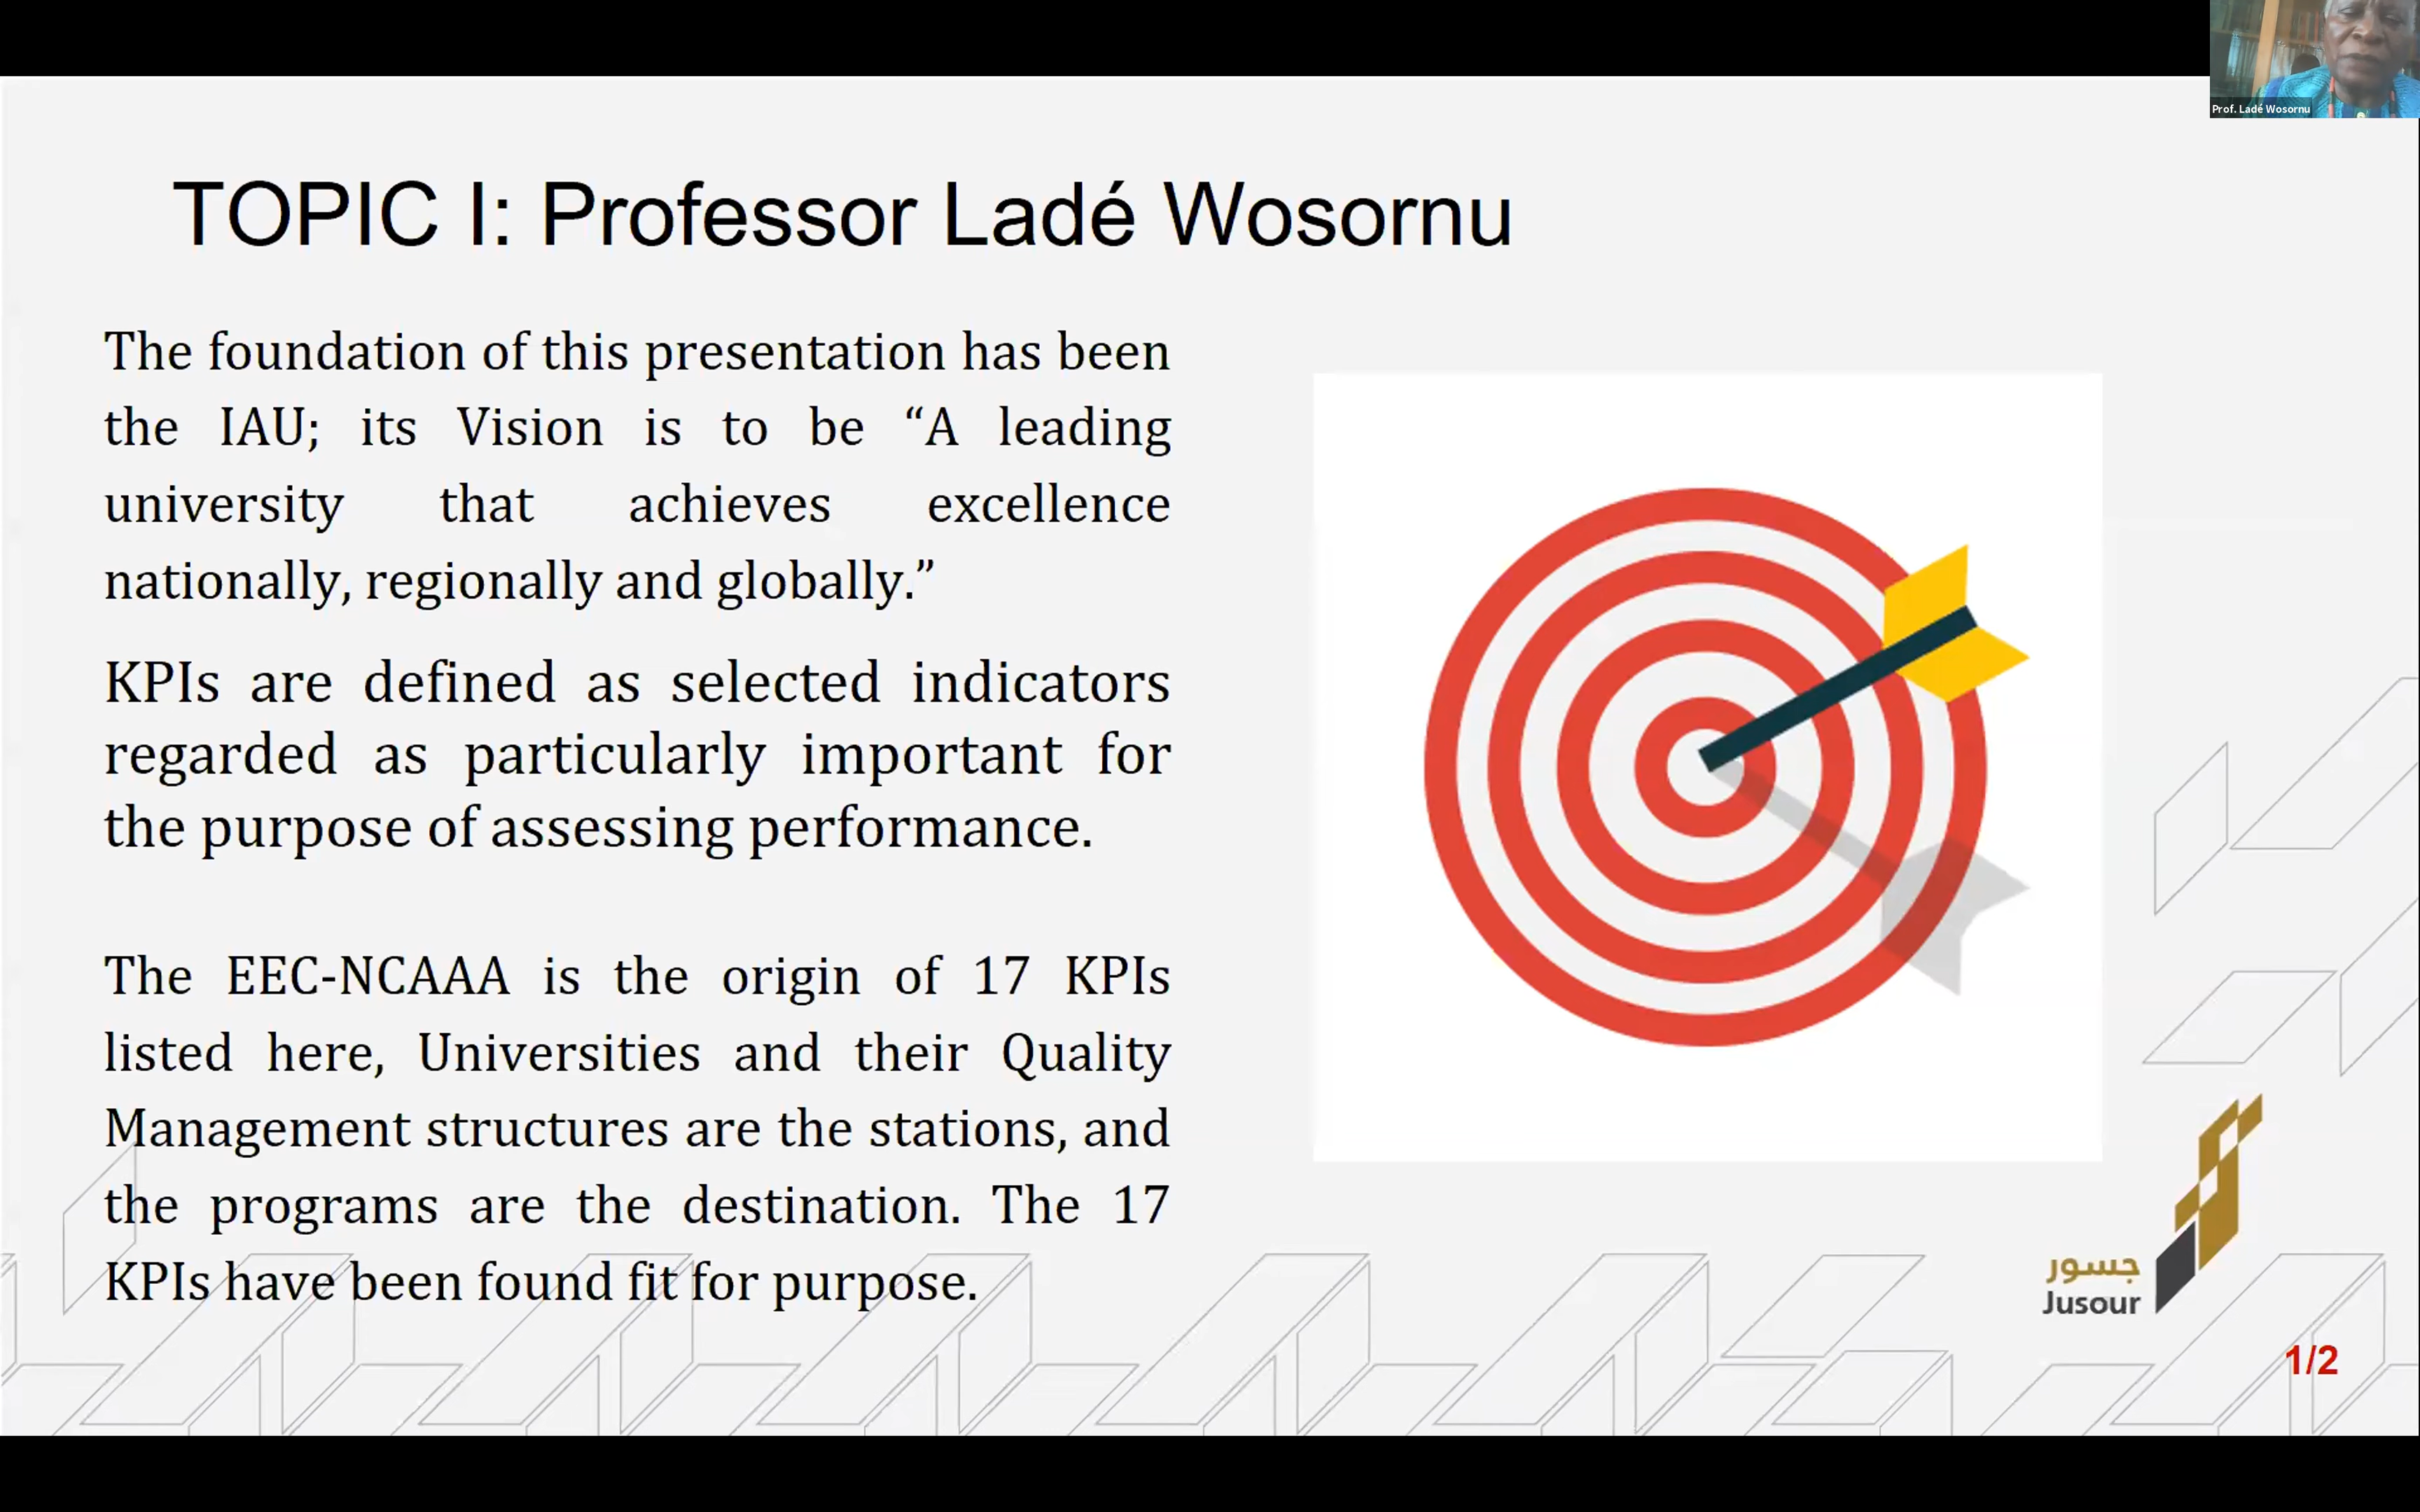 Prof. Ladé Wosornu
TOPIC I: Professor Ladé Wosornu
The foundation of this presentation has been
the IAU; its Vision is to be “A leading
university that achieves excellence
nationally, regionally and globally.”
KPIs are defined as selected indicators
regarded as particularly important for
the purpose of assessing performance.
The EEC-NCAAA is the origin of 17 KPIs
listed here, Universities and their Quality
Management structures are the stations, and
the programs are the destination. The 17
KPIs have been found fit for purpose.
جسور
Jusour
1/2